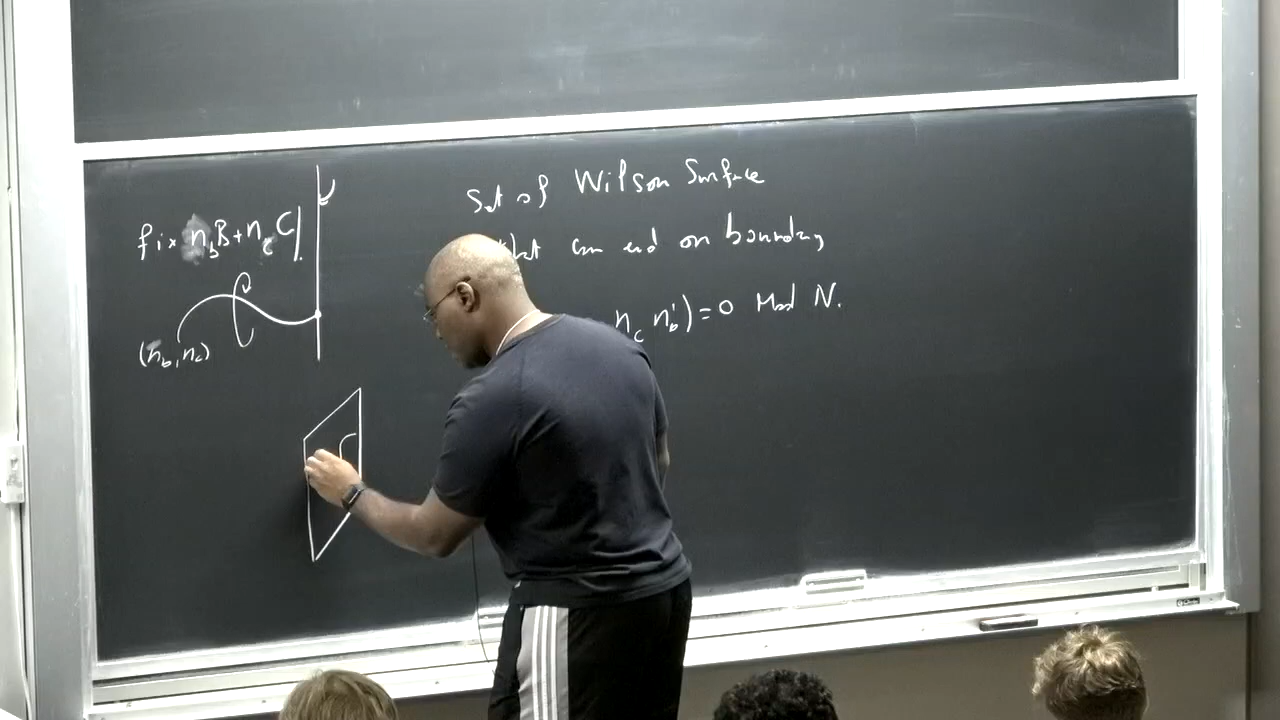 Set of Wilson Surface
that can end on boundary
fix n_b B + n_c C|.
n_c n_b') = 0 Mod N.
(n_b, n_c)